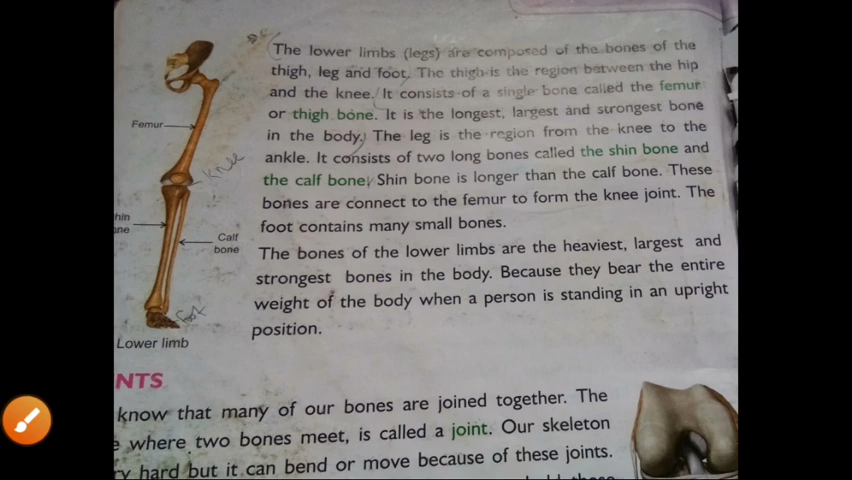 The lower limbs (legs) are composed of the bones of the
thigh, leg and foot. The thigh is the region between the hip
and the knee. It consists of a single bone called the femur
or thigh bone. It is the longest, largest and strongest bone
in the body. The leg is the region from the knee to the
ankle. It consists of two long bones called the shin bone and
the calf bone. Shin bone is longer than the calf bone. These
bones are connect to the femur to form the knee joint. The
foot contains many small bones.
The bones of the lower limbs are the heaviest, largest and
strongest bones in the body. Because they bear the entire
weight of the body when a person is standing in an upright
position.
Femur
Knee
hin
one
Calf
bone
foot
Lower limb
NTS
know that many of our bones are joined together. The
e where two bones meet, is called a joint. Our skeleton
ry hard but it can bend or move because of these joints.